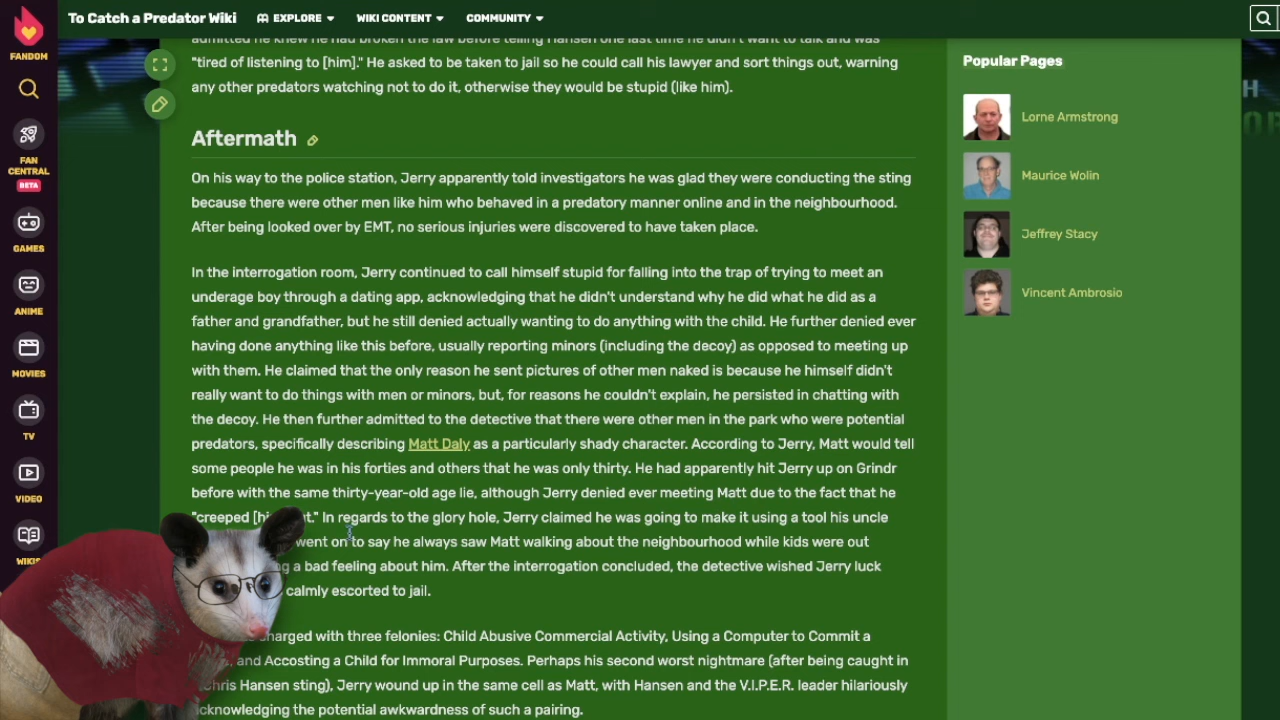 To Catch a Predator Wiki
EXPLORE
WIKI CONTENT
COMMUNITY
FANDOM
FAN
CENTRAL
BETA
GAMES
ANIME
MOVIES
TV
VIDEO
WIKIS
admitted he knew he had broken the law before telling Hansen one last time he didn't want to talk and was
"tired of listening to [him]." He asked to be taken to jail so he could call his lawyer and sort things out, warning
any other predators watching not to do it, otherwise they would be stupid (like him).
Aftermath
On his way to the police station, Jerry apparently told investigators he was glad they were conducting the sting
because there were other men like him who behaved in a predatory manner online and in the neighbourhood.
After being looked over by EMT, no serious injuries were discovered to have taken place.
In the interrogation room, Jerry continued to call himself stupid for falling into the trap of trying to meet an
underage boy through a dating app, acknowledging that he didn't understand why he did what he did as a
father and grandfather, but he still denied actually wanting to do anything with the child. He further denied ever
having done anything like this before, usually reporting minors (including the decoy) as opposed to meeting up
with them. He claimed that the only reason he sent pictures of other men naked is because he himself didn't
really want to do things with men or minors, but, for reasons he couldn't explain, he persisted in chatting with
the decoy. He then further admitted to the detective that there were other men in the park who were potential
predators, specifically describing Matt Daly as a particularly shady character. According to Jerry, Matt would tell
some people he was in his forties and others that he was only thirty. He had apparently hit Jerry up on Grindr
before with the same thirty-year-old age lie, although Jerry denied ever meeting Matt due to the fact that he
"creeped In regards to the glory hole, Jerry claimed he was going to make it using a tool his uncle
went on to say he always saw Matt walking about the neighbourhood while kids were out
a bad feeling about him. After the interrogation concluded, the detective wished Jerry luck
calmly escorted to jail.
with three felonies: Child Abusive Commercial Activity, Using a Computer to Commit a
and Accosting a Child for Immoral Purposes. Perhaps his second worst nightmare (after being caught in
Chris Hansen sting), Jerry wound up in the same cell as Matt, with Hansen and the V.I.P.E.R. leader hilariously
acknowledging the potential awkwardness of such a pairing.
Popular Pages
Lorne Armstrong
Maurice Wolin
Jeffrey Stacy
Vincent Ambrosio